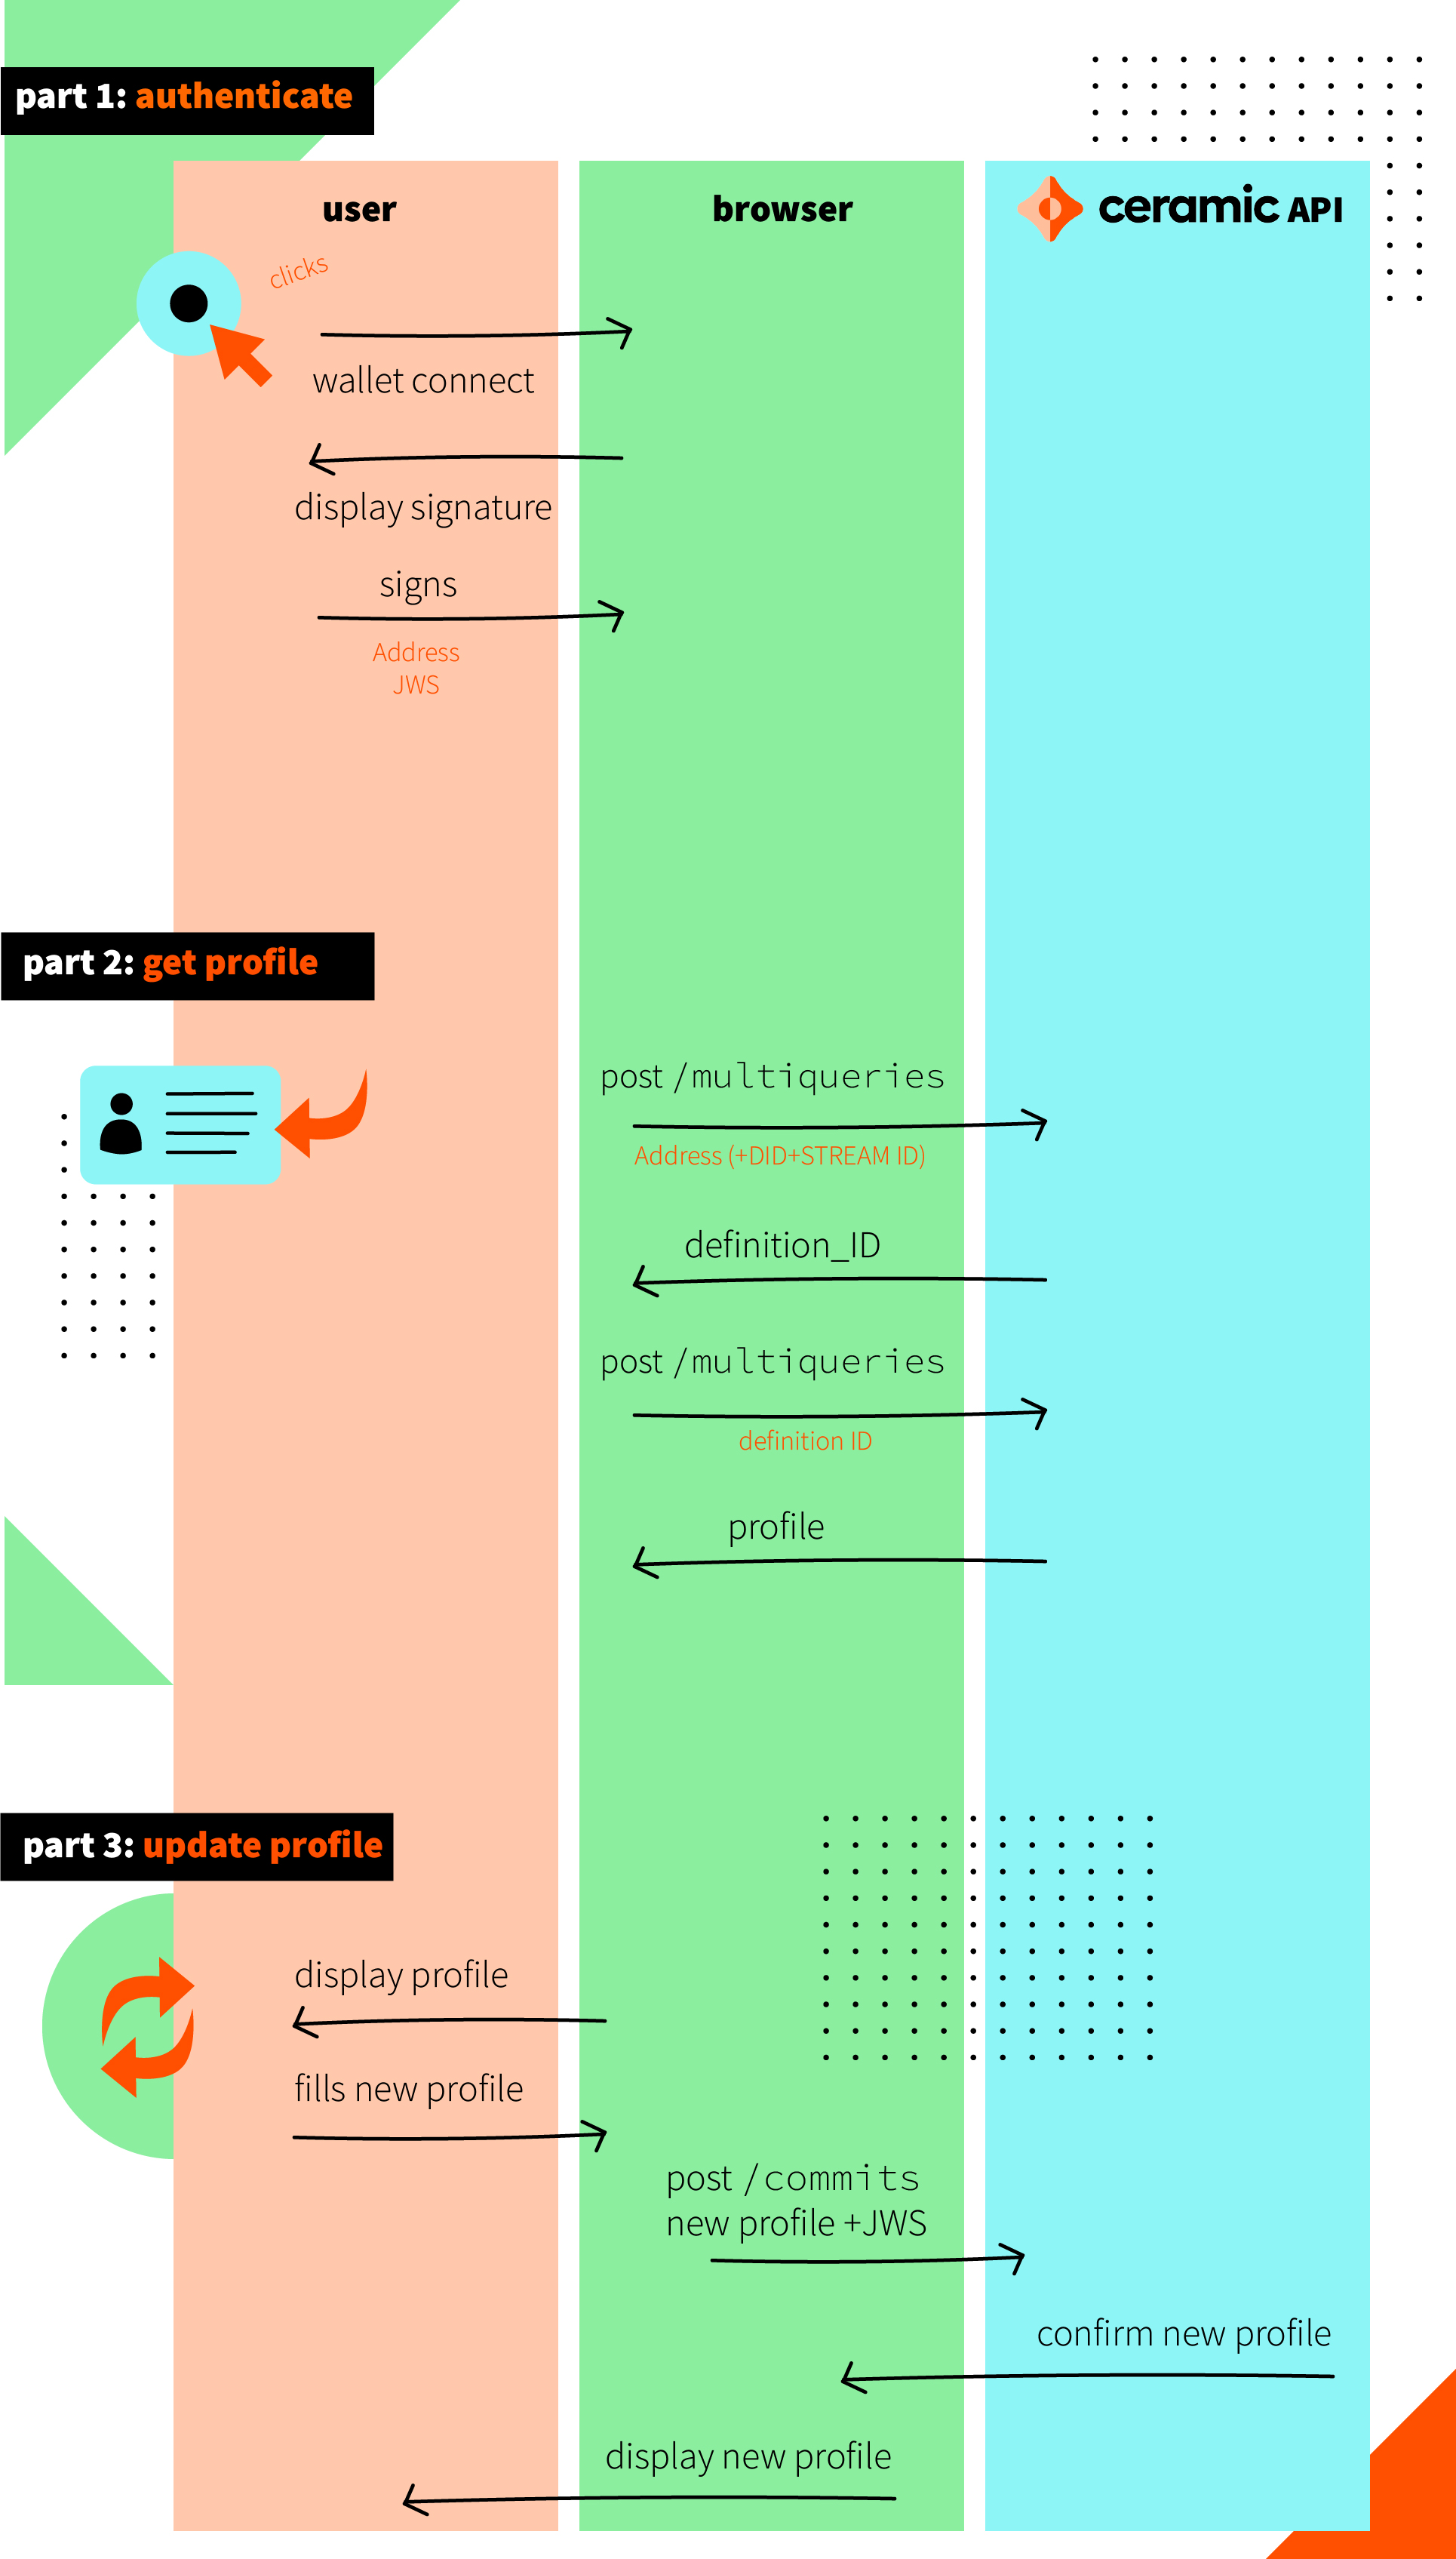 part 1: authenticate
user
browser
ceramic API
clicks
wallet connect
display signature
signs
Address
JWS
part 2: get profile
post /multiqueries
Address (+DID+STREAM ID)
definition_ID
post /multiqueries
definition ID
profile
part 3: update profile
display profile
fills new profile
post /commits
new profile +JWS
confirm new profile
display new profile